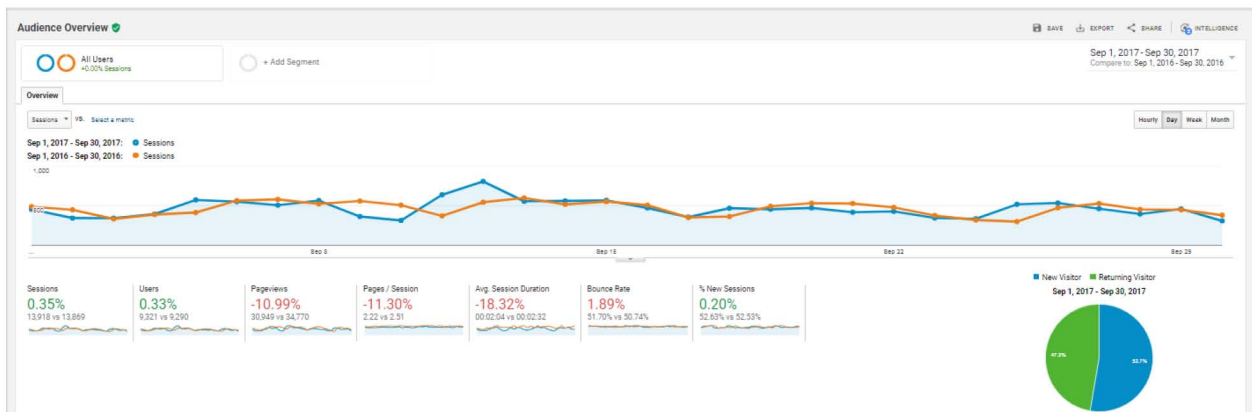 Audience Overview
SAVE EXPORT SHARE INTELLIGENCE
All Users
+0.00% Sessions
+ Add Segment
Sep 1, 2017 - Sep 30, 2017
Compare to: Sep 1, 2016 - Sep 30, 2016
Overview
Sessions VS. Select a metric
Hourly Day Week Month
Sep 1, 2017 - Sep 30, 2017: Sessions
Sep 1, 2016 - Sep 30, 2016: Sessions
1,000
500
... Sep 8 Sep 15 Sep 22 Sep 29
New Visitor Returning Visitor
Sep 1, 2017 - Sep 30, 2017
Sessions
0.35%
13,918 vs 13,869
Users
0.33%
9,321 vs 9,290
Pageviews
-10.99%
30,949 vs 34,770
Pages / Session
-11.30%
2.22 vs 2.51
Avg. Session Duration
-18.32%
00:02:04 vs 00:02:32
Bounce Rate
1.89%
51.70% vs 50.74%
% New Sessions
0.20%
52.63% vs 52.53%
47.3%
52.7%